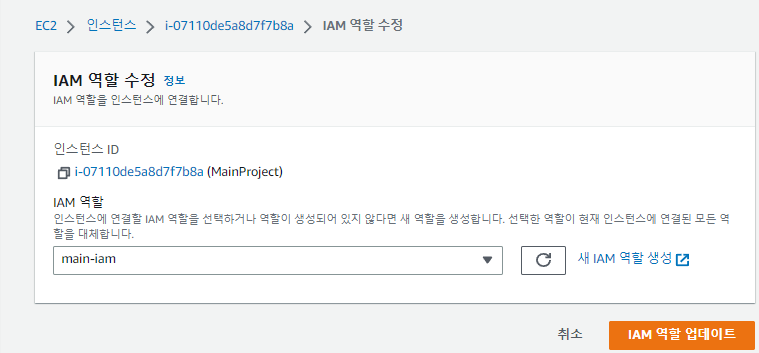 EC2 > 인스턴스 > i-07110de5a8d7f7b8a > IAM 역할 수정
IAM 역할 수정 정보
IAM 역할을 인스턴스에 연결합니다.
인스턴스 ID
i-07110de5a8d7f7b8a (MainProject)
IAM 역할
인스턴스에 연결할 IAM 역할을 선택하거나 역할이 생성되어 있지 않다면 새 역할을 생성합니다. 선택한 역할이 현재 인스턴스에 연결된 모든 역
할을 대체합니다.
main-iam 새 IAM 역할 생성
취소 IAM 역할 업데이트